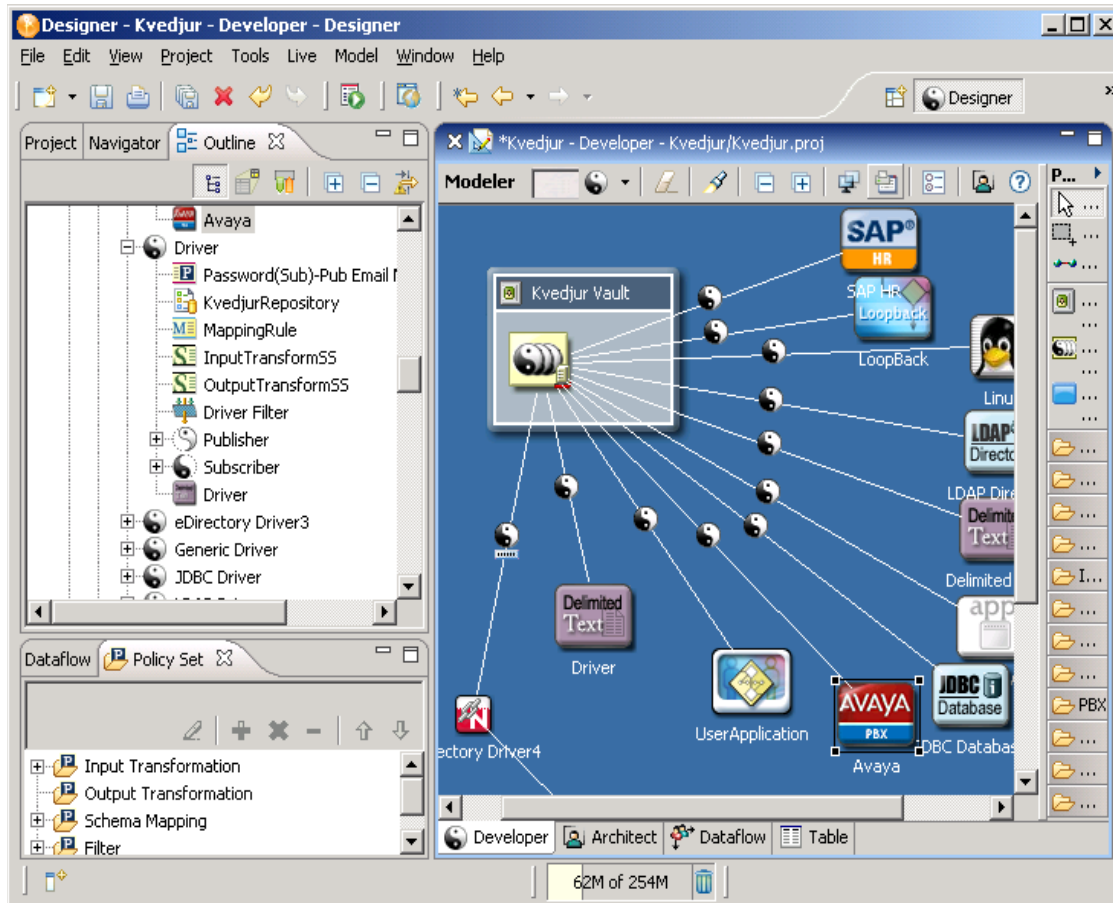 Designer - Kvedjur - Developer - Designer
File Edit View Project Tools Live Model Window Help
Designer
Project Navigator Outline
Avaya
Driver
Password(Sub)-Pub Email
KvedjurRepository
MappingRule
InputTransformSS
OutputTransformSS
Driver Filter
Publisher
Subscriber
Driver
eDirectory Driver3
Generic Driver
JDBC Driver
Dataflow Policy Set
Input Transformation
Output Transformation
Schema Mapping
Filter
*Kvedjur - Developer - Kvedjur/Kvedjur.proj
Modeler
P...
Kvedjur Vault
SAP®
HR
SAP HR
Loopback
LoopBack
Linu
LDAP
Directo
LDAP Dire
Delimite
Text
Delimited
app
Delimited
Text
Driver
UserApplication
AVAYA
PBX
Avaya
JDBC
Database
DBC Databas
N
ectory Driver4
...
...
...
...
...
...
...
...
...
...
...
...
...
I...
...
...
...
PBX
...
...
...
Developer Architect Dataflow Table
62M of 254M